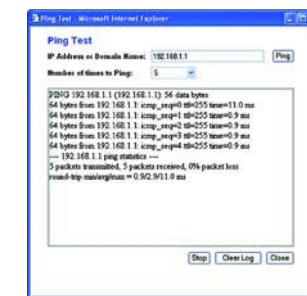 Ping Test - Microsoft Internet Explorer
Ping Test
IP Address or Domain Name: 192.168.1.1 Ping
Number of times to Ping: 5
PING 192.168.1.1 (192.168.1.1): 56 data bytes
64 bytes from 192.168.1.1: icmp_seq=0 ttl=255 time=11.0 ms
64 bytes from 192.168.1.1: icmp_seq=1 ttl=255 time=0.9 ms
64 bytes from 192.168.1.1: icmp_seq=2 ttl=255 time=0.9 ms
64 bytes from 192.168.1.1: icmp_seq=3 ttl=255 time=0.9 ms
64 bytes from 192.168.1.1: icmp_seq=4 ttl=255 time=0.9 ms
--- 192.168.1.1 ping statistics ---
5 packets transmitted, 5 packets received, 0% packet loss
round-trip min/avg/max = 0.9/2.9/11.0 ms
Stop Clear Log Close